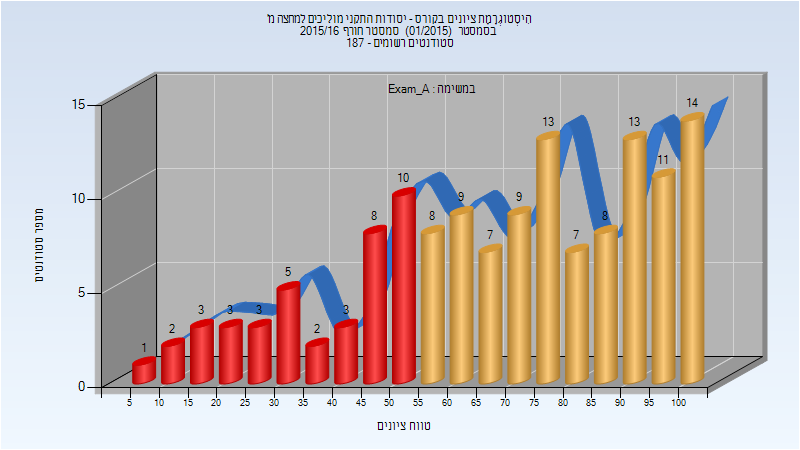 היסטוגרמת ציונים בקורס - יסודות התקני מוליכים למחצה מ'
בסמסטר (01/2015) סמסטר חורף 2015/16
סטודנטים רשומים - 187
במשימה : Exam_A
15
10
5
0
מספר סטודנטים
1 2 3 3 3 5 2 3 8 10 8 9 7 9 13 7 8 13 11 14
5 10 15 20 25 30 35 40 45 50 55 60 65 70 75 80 85 90 95 100
טווח ציונים